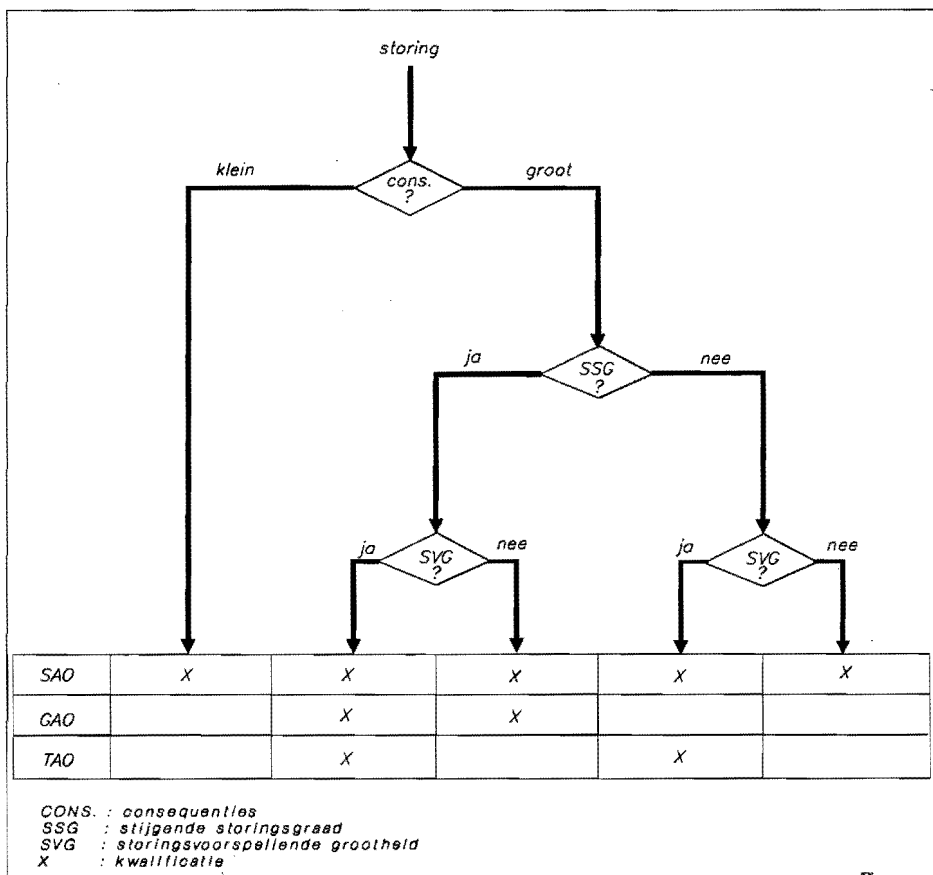 storing
klein
cons.
?
groot
ja
SSG
?
nee
ja
SVG
?
nee
ja
SVG
?
nee
SAO X X X X X
GAO X X
TAO X X
CONS. : consequenties
SSG : stijgende storingsgraad
SVG : storingsvoorspellende grootheid
X : kwalificatie